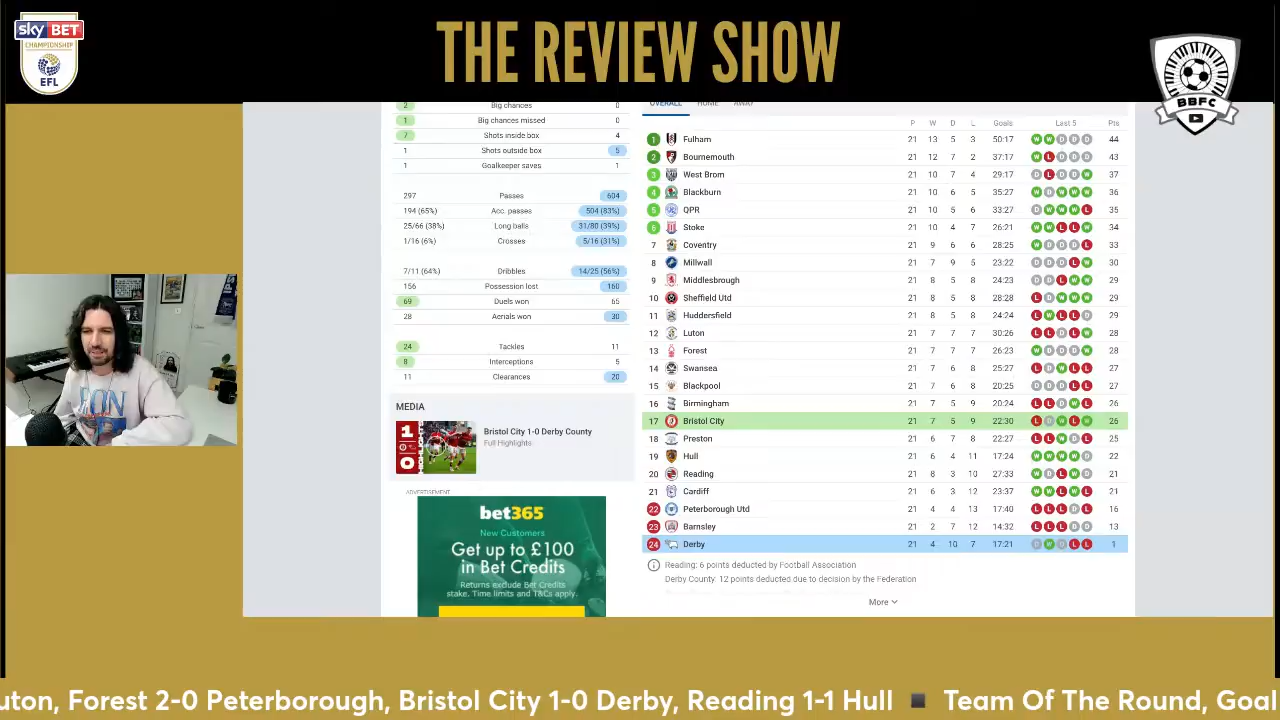 sky BET
CHAMPIONSHIP
EFL
THE REVIEW SHOW
BBFC
2 Big chances 0
1 Big chances missed 0
7 Shots inside box 4
1 Shots outside box 5
1 Goalkeeper saves 1
297 Passes 604
194 (65%) Acc. passes 504 (83%)
25/66 (38%) Long balls 31/80 (39%)
1/16 (6%) Crosses 5/16 (31%)
7/11 (64%) Dribbles 14/25 (56%)
156 Possession lost 160
69 Duels won 65
28 Aerials won 30
24 Tackles 11
8 Interceptions 5
11 Clearances 20
MEDIA
1
0
HIGHLIGHTS
Bristol City 1-0 Derby County
Full Highlights
ADVERTISEMENT
bet365
New Customers
Get up to £100
in Bet Credits
Returns exclude Bet Credits
stake. Time limits and T&Cs apply.
OVERALL HOME AWAY
P W D L Goals Last 5 Pts
1 Fulham 21 13 5 3 50:17 W W D D D 44
2 Bournemouth 21 12 7 2 37:17 W L D D D 43
3 West Brom 21 10 7 4 29:17 D L D D W 37
4 Blackburn 21 10 6 5 35:27 W D W W W 36
5 QPR 21 10 5 6 33:27 D W W W L 35
6 Stoke 21 10 4 7 26:21 W W L L W 34
7 Coventry 21 9 6 6 28:25 W D D D L 33
8 Millwall 21 7 9 5 23:22 D D D L W 30
9 Middlesbrough 21 8 5 8 24:23 D D L W W 29
10 Sheffield Utd 21 8 5 8 28:28 L D W W W 29
11 Huddersfield 21 8 5 8 24:24 L W L L D 29
12 Luton 21 7 7 7 30:26 L L D L W 28
13 Forest 21 7 7 7 26:23 W D D D W 28
14 Swansea 21 7 6 8 25:27 L D W L L 27
15 Blackpool 21 7 6 8 20:25 D D D L L 27
16 Birmingham 21 7 5 9 20:24 L L D W L 26
17 Bristol City 21 7 5 9 22:30 L D W L W 26
18 Preston 21 6 7 8 22:27 L L W D L 25
19 Hull 21 6 4 11 17:24 W W W W D 22
20 Reading 21 8 3 10 27:33 W D L W D 21
21 Cardiff 21 6 3 12 23:37 W W L W L 21
22 Peterborough Utd 21 4 4 13 17:40 L L L D L 16
23 Barnsley 21 2 7 12 14:32 L L L D D 13
24 Derby 21 4 10 7 17:21 D W D L L 1
Reading: 6 points deducted by Football Association
Derby County: 12 points deducted due to decision by the Federation
More
uton, Forest 2-0 Peterborough, Bristol City 1-0 Derby, Reading 1-1 Hull ▪ Team Of The Round, Goal